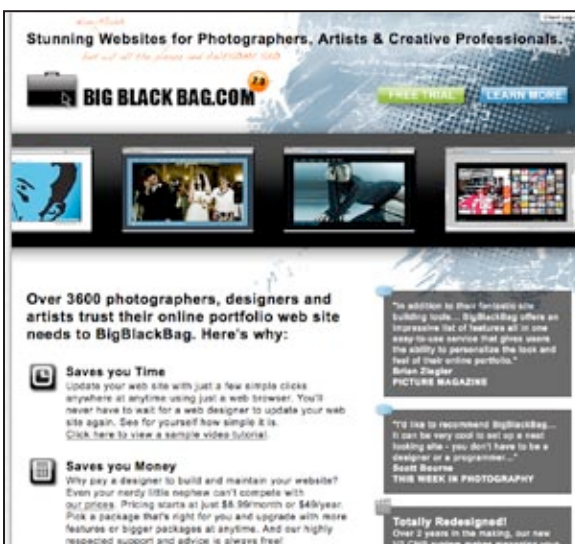 Client Log
Stunning Websites for Photographers, Artists & Creative Professionals.
BIG BLACK BAG.COM 2.0
FREE TRIAL
LEARN MORE
Over 3600 photographers, designers and
artists trust their online portfolio web site
needs to BigBlackBag. Here's why:
Saves you Time
Update your web site with just a few simple clicks
anywhere at anytime using just a web browser. You'll
never have to wait for a web designer to update your web
site again. See for yourself how simple it is.
Click here to view a sample video tutorial.
Saves you Money
Why pay a designer to build and maintain your website?
Even your nerdy little nephew can't compete with
our prices. Pricing starts at just $8.99/month or $49/year.
Pick a package that's right for you and upgrade with more
features or bigger packages at anytime. And our highly
respected support and advice is always free!
"In addition to their fantastic site
building tools... BigBlackBag offers an
impressive list of features all in one
easy-to-use service that gives users
the ability to personalize the look and
feel of their online portfolio."
Brian Ziegler
PICTURE MAGAZINE
"I'd like to recommend BigBlackBag...
It can be very cool to set up a neat
looking site - you don't have to be a
designer or a programmer..."
Scott Bourne
THIS WEEK IN PHOTOGRAPHY
Totally Redesigned!
Over 2 years in the making, our new